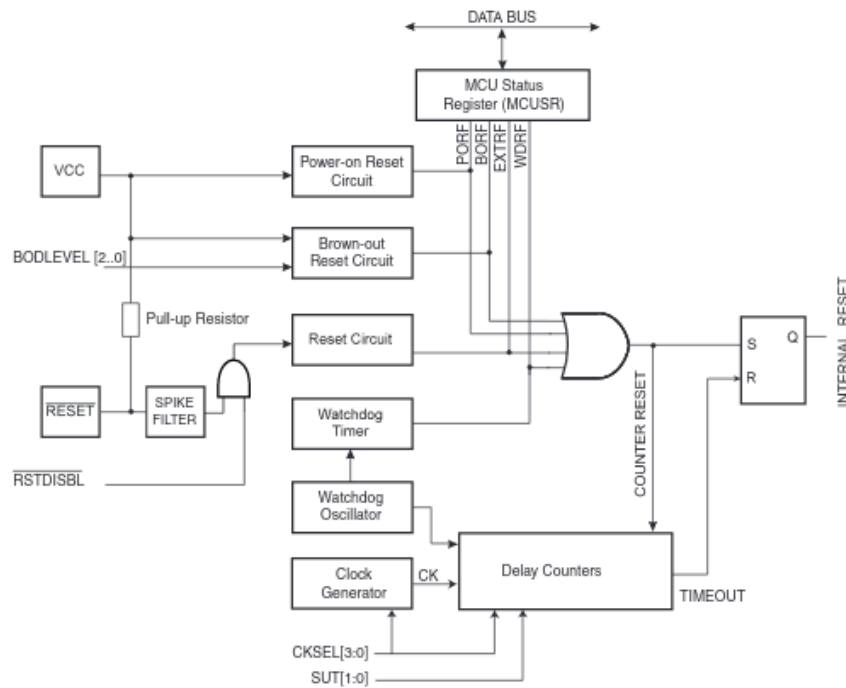 DATA BUS
MCU Status
Register (MCUSR)
PORF
BORF
EXTRF
WDRF
VCC
Power-on Reset
Circuit
BODLEVEL [2..0]
Brown-out
Reset Circuit
Pull-up Resistor
Reset Circuit
RESET
SPIKE
FILTER
RSTDISBL
Watchdog
Timer
Watchdog
Oscillator
Clock
Generator
CK
Delay Counters
COUNTER RESET
S
R
Q
INTERNAL RESET
TIMEOUT
CKSEL[3:0]
SUT[1:0]